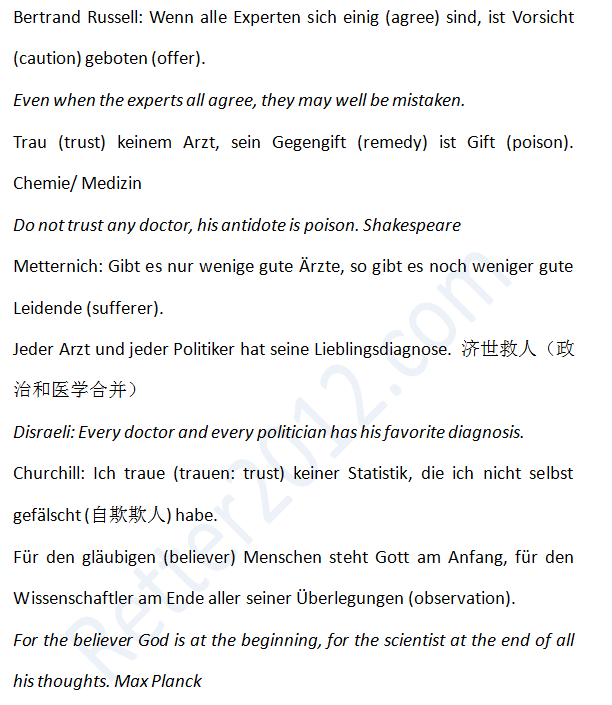 Bertrand Russell: Wenn alle Experten sich einig (agree) sind, ist Vorsicht
(caution) geboten (offer).
Even when the experts all agree, they may well be mistaken.
Trau (trust) keinem Arzt, sein Gegengift (remedy) ist Gift (poison).
Chemie/ Medizin
Do not trust any doctor, his antidote is poison. Shakespeare
Metternich: Gibt es nur wenige gute Ärzte, so gibt es noch weniger gute
Leidende (sufferer).
Jeder Arzt und jeder Politiker hat seine Lieblingsdiagnose. 济世救人（政
治和医学合并）
Disraeli: Every doctor and every politician has his favorite diagnosis.
Churchill: Ich traue (trauen: trust) keiner Statistik, die ich nicht selbst
gefälscht (自欺欺人) habe.
Für den gläubigen (believer) Menschen steht Gott am Anfang, für den
Wissenschaftler am Ende aller seiner Überlegungen (observation).
For the believer God is at the beginning, for the scientist at the end of all
his thoughts. Max Planck
Retter2012.com